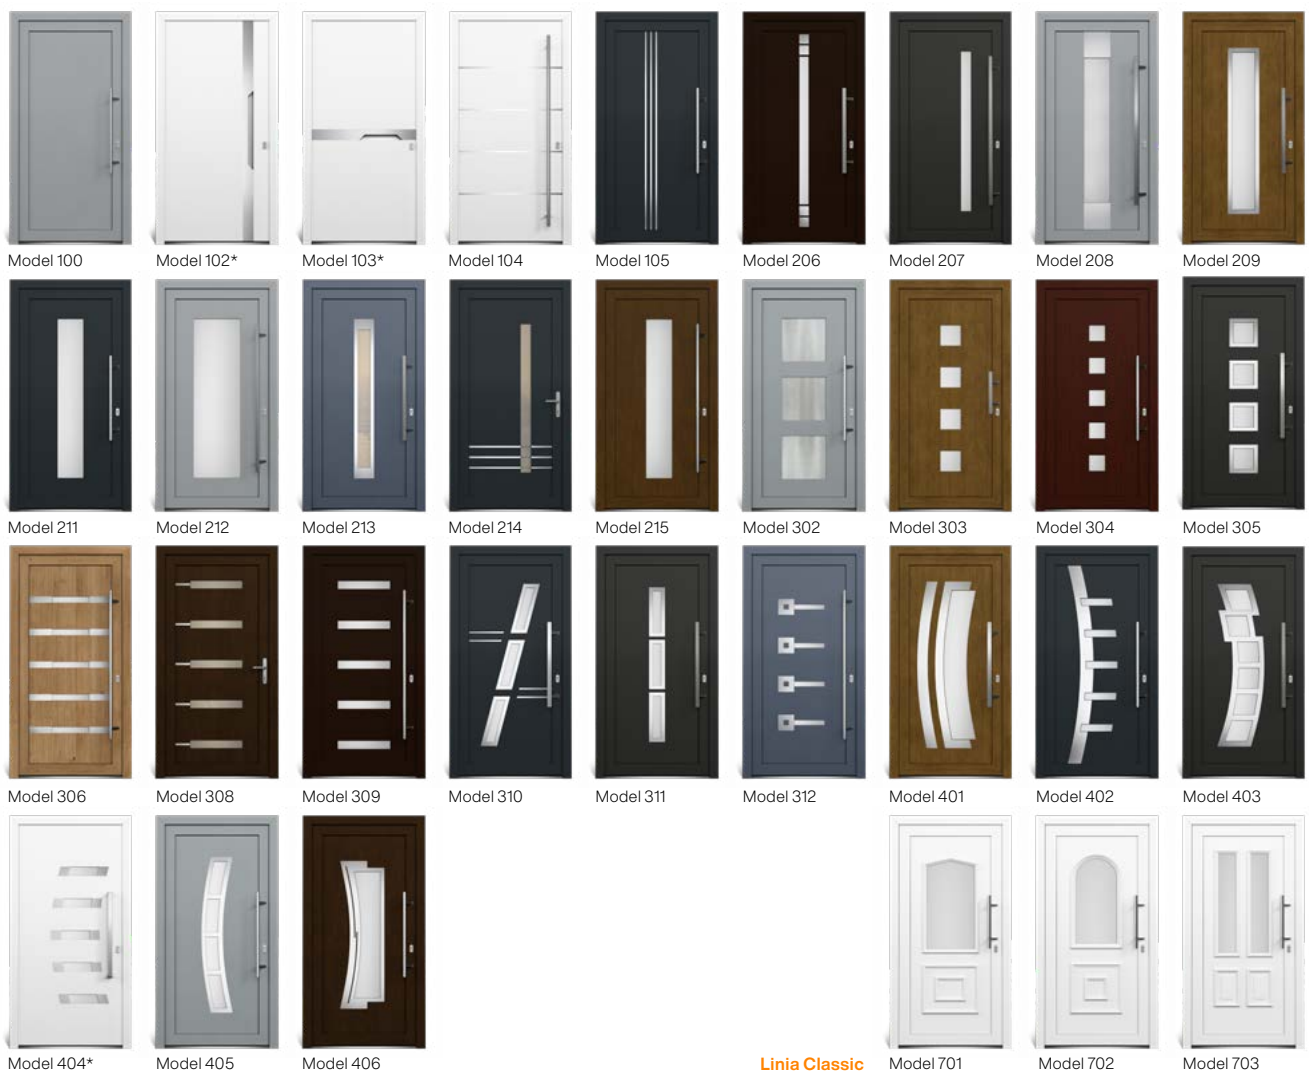 Model 100
Model 102*
Model 103*
Model 104
Model 105
Model 206
Model 207
Model 208
Model 209
Model 211
Model 212
Model 213
Model 214
Model 215
Model 302
Model 303
Model 304
Model 305
Model 306
Model 308
Model 309
Model 310
Model 311
Model 312
Model 401
Model 402
Model 403
Model 404*
Model 405
Model 406
Linia Classic
Model 701
Model 702
Model 703